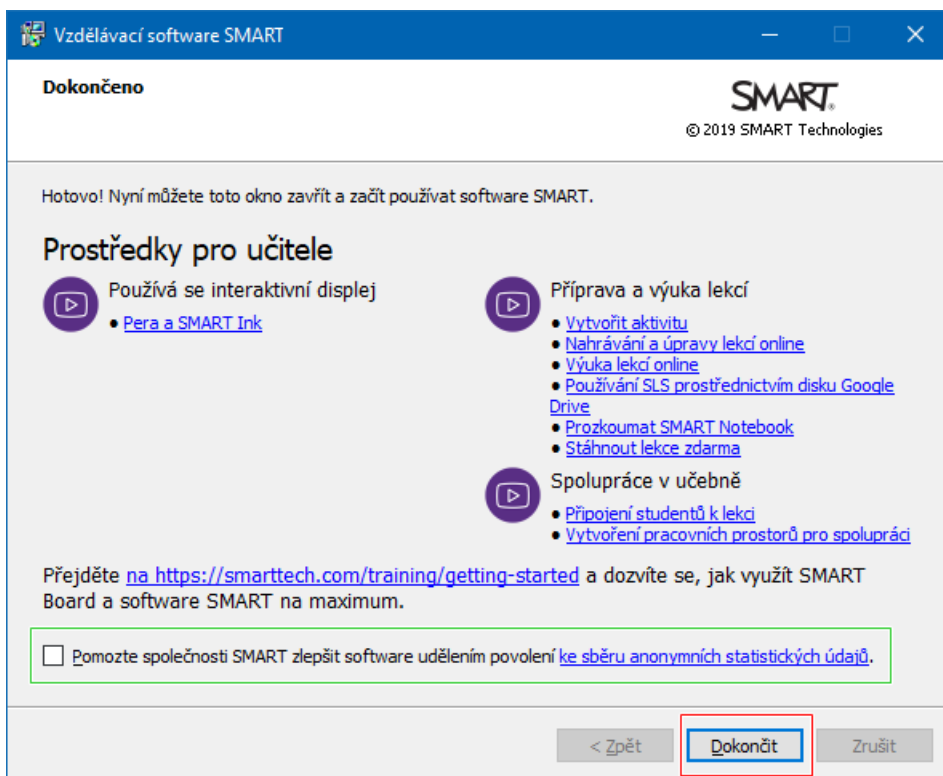 Vzdělávací software SMART
Dokončeno
SMART
© 2019 SMART Technologies
Hotovo! Nyní můžete toto okno zavřít a začít používat software SMART.
Prostředky pro učitele
Používá se interaktivní displej
• Pera a SMART Ink
Příprava a výuka lekcí
• Vytvořit aktivitu
• Nahrávání a úpravy lekcí online
• Výuka lekcí online
• Používání SLS prostřednictvím disku Google
Drive
• Prozkoumat SMART Notebook
• Stáhnout lekce zdarma
Spolupráce v učebně
• Připojení studentů k lekci
• Vytvoření pracovních prostorů pro spolupráci
Přejděte na https://smarttech.com/training/getting-started a dozvíte se, jak využít SMART
Board a software SMART na maximum.
Pomozte společnosti SMART zlepšit software udělením povolení ke sběru anonymních statistických údajů.
< Zpět
Dokončit
Zrušit